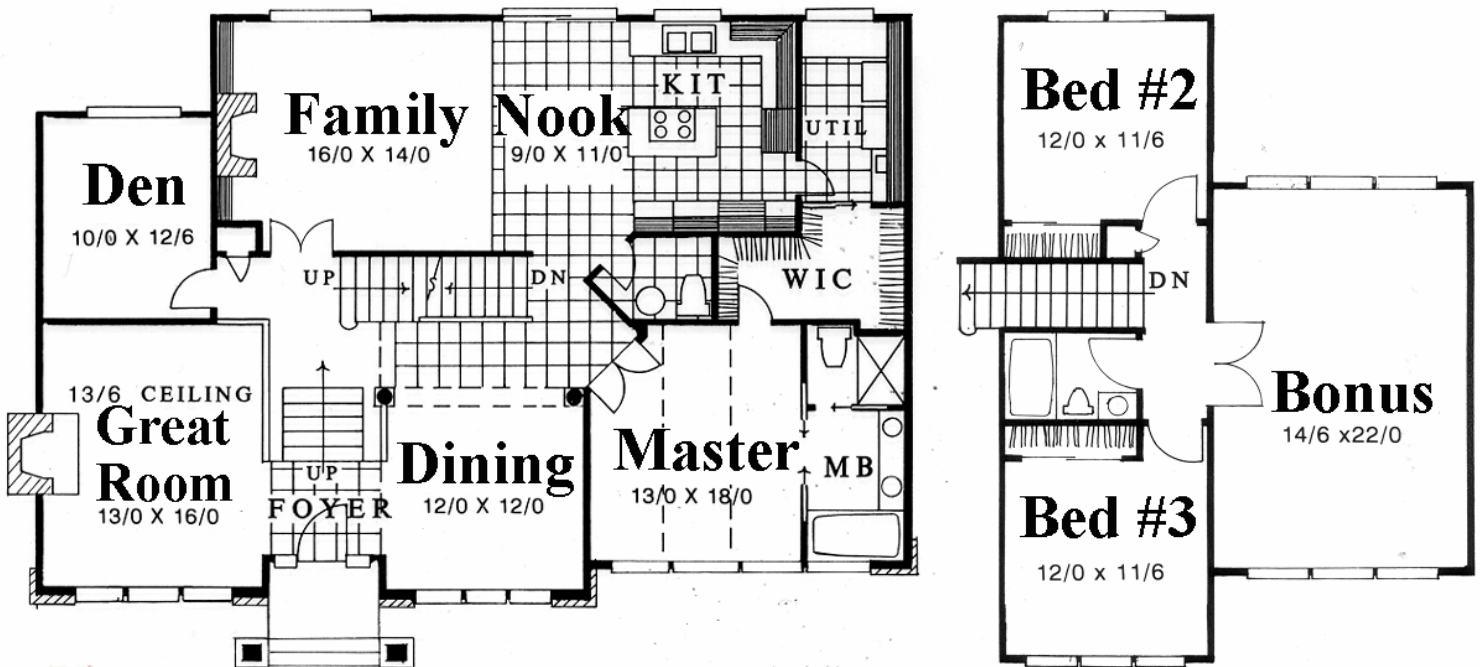 Family
16/0 X 14/0
Nook
9/0 X 11/0
KIT
UTIL
Den
10/0 X 12/6
UP
DN
WIC
13/6 CEILING
Great
Room
13/0 X 16/0
UP
FOYER
Dining
12/0 X 12/0
Master
13/0 X 18/0
MB
Bed #2
12/0 x 11/6
DN
Bonus
14/6 x22/0
Bed #3
12/0 x 11/6